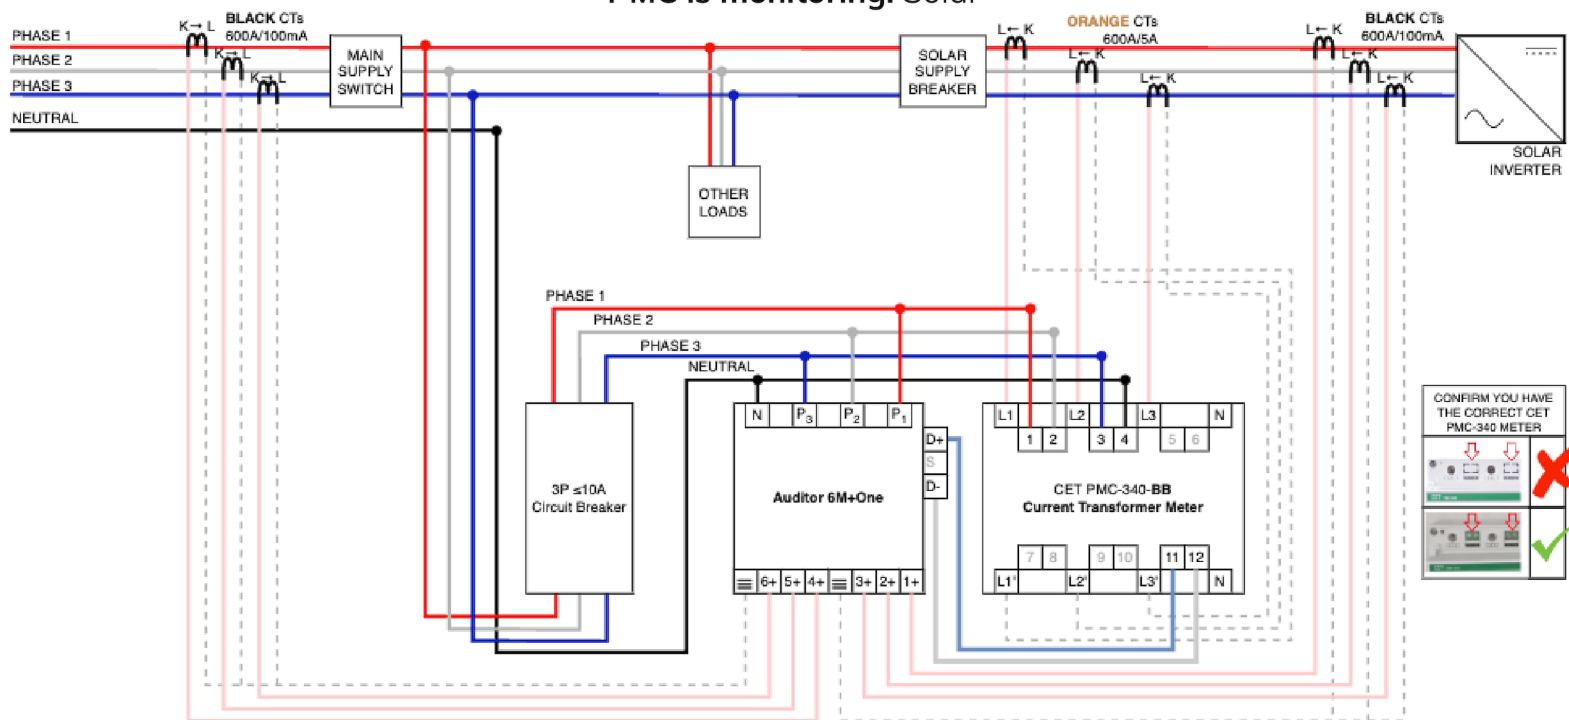 PMC is monitoring: Solar
K→ L
BLACK CTs
600A/100mA
PHASE 1
PHASE 2
PHASE 3
NEUTRAL
K→L
K→L
MAIN
SUPPLY
SWITCH
SOLAR
SUPPLY
BREAKER
L← K
ORANGE CTs
600A/5A
L← K
L← K
BLACK CTs
600A/100mA
L← K
L← K
L← K
SOLAR
INVERTER
OTHER
LOADS
PHASE 1
PHASE 2
PHASE 3
NEUTRAL
3P ≤10A
Circuit Breaker
N P3 P2 P1
D+
S
D-
Auditor 6M+One
6+ 5+ 4+ 3+ 2+ 1+
L1 L2 L3 N
1 2 3 4 5 6
CET PMC-340-BB
Current Transformer Meter
7 8 9 10 11 12
L1' L2' L3' N
CONFIRM YOU HAVE
THE CORRECT CET
PMC-340 METER